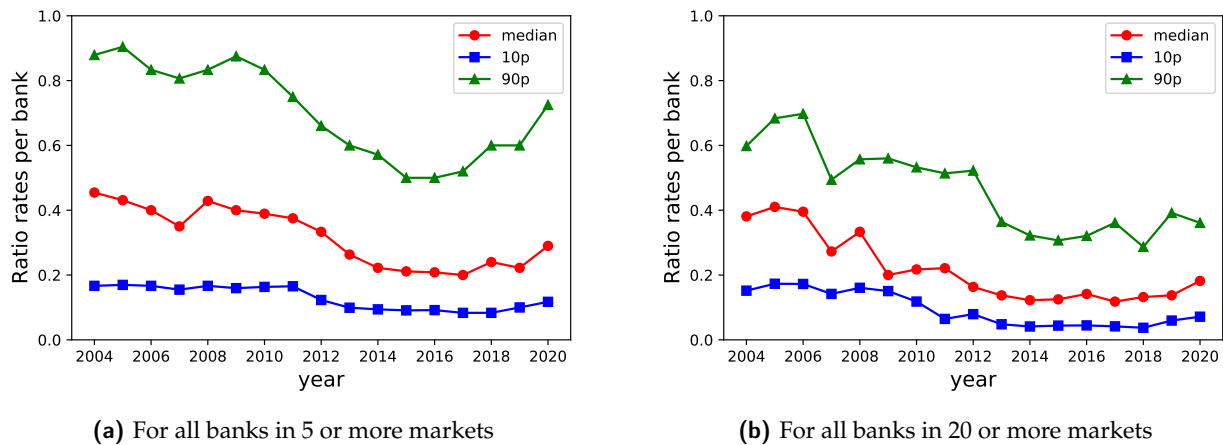 1.0
0.8
0.6
0.4
0.2
0.0
Ratio rates per bank
2004 2006 2008 2010 2012 2014 2016 2018 2020
year
median
10p
90p
(a) For all banks in 5 or more markets
1.0
0.8
0.6
0.4
0.2
0.0
Ratio rates per bank
2004 2006 2008 2010 2012 2014 2016 2018 2020
year
median
10p
90p
(b) For all banks in 20 or more markets